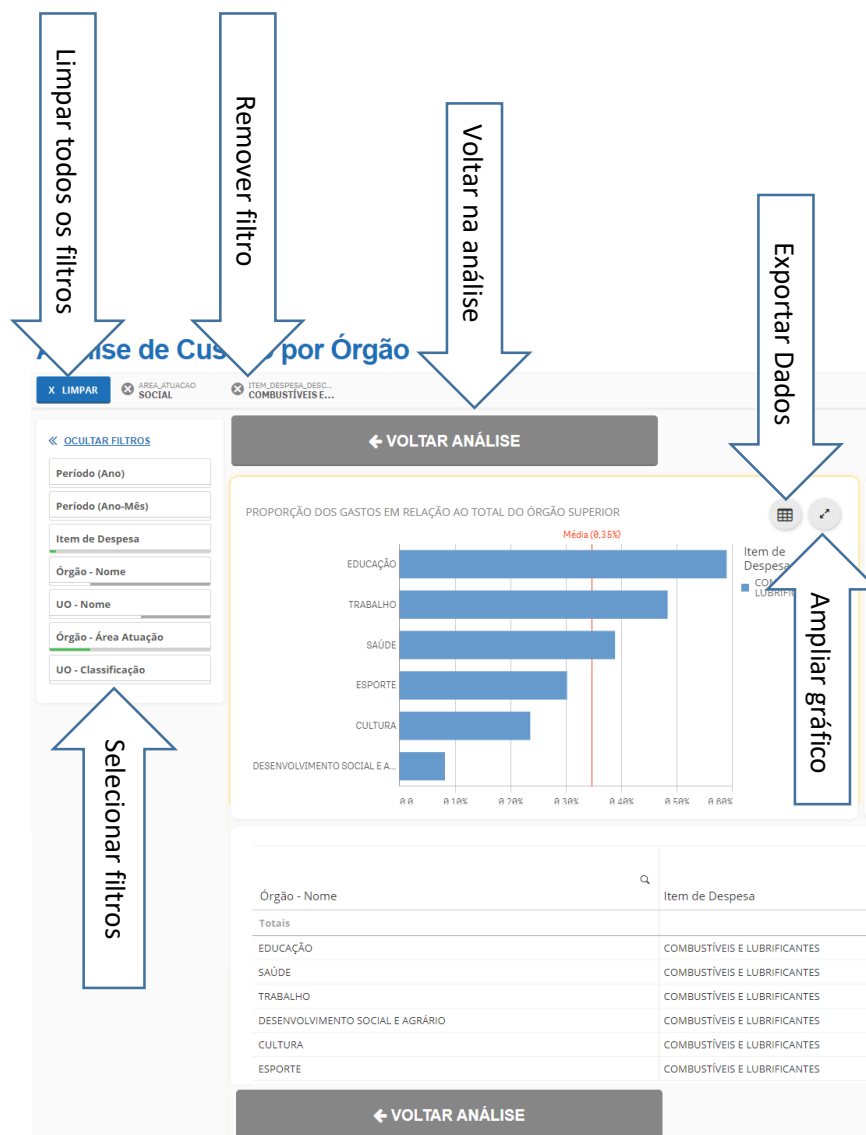 Limpar todos os filtros
Remover filtro
Voltar na análise
Exportar Dados
se de Cus
por Órgão
X LIMPAR
AREA_ATUACAO
SOCIAL
ITEM_DESPESA_DESC...
COMBUSTÍVEIS E...
OCULTAR FILTROS
Período (Ano)
Período (Ano-Mês)
Item de Despesa
Órgão - Nome
UO - Nome
Órgão - Área Atuação
UO - Classificação
Selecionar filtros
VOLTAR ANÁLISE
PROPORÇÃO DOS GASTOS EM RELAÇÃO AO TOTAL DO ÓRGÃO SUPERIOR
Média (0,35%)
EDUCAÇÃO
TRABALHO
SAÚDE
ESPORTE
CULTURA
DESENVOLVIMENTO SOCIAL E A...
0,0 0,10% 0,20% 0,30% 0,40% 0,50% 0,60%
Item de
Despesa
Ampliar gráfico
Órgão - Nome Item de Despesa
Totais
EDUCAÇÃO COMBUSTÍVEIS E LUBRIFICANTES
SAÚDE COMBUSTÍVEIS E LUBRIFICANTES
TRABALHO COMBUSTÍVEIS E LUBRIFICANTES
DESENVOLVIMENTO SOCIAL E AGRÁRIO COMBUSTÍVEIS E LUBRIFICANTES
CULTURA COMBUSTÍVEIS E LUBRIFICANTES
ESPORTE COMBUSTÍVEIS E LUBRIFICANTES
VOLTAR ANÁLISE